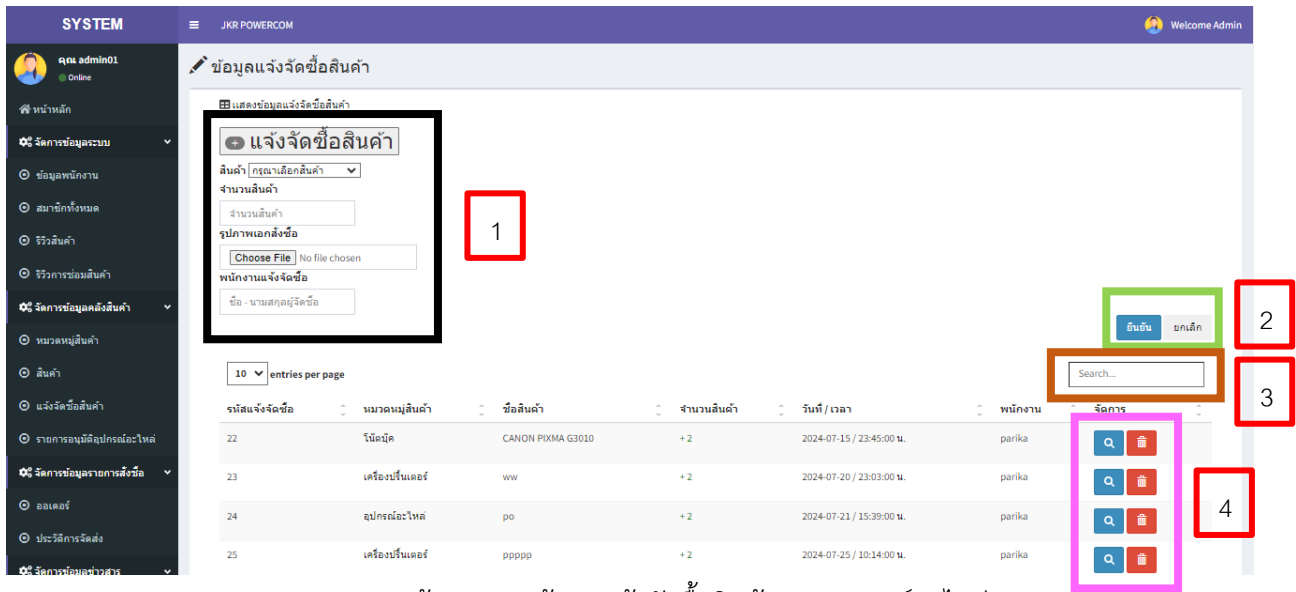 SYSTEM
JKR POWERCOM
Welcome Admin
คุณ admin01
Online
ข้อมูลแจ้งจัดซื้อสินค้า
หน้าหลัก
จัดการข้อมูลระบบ
ข้อมูลพนักงาน
สมาชิกทั้งหมด
รีวิวสินค้า
รีวิวการซ่อมสินค้า
จัดการข้อมูลคลังสินค้า
หมวดหมู่สินค้า
สินค้า
แจ้งจัดซื้อสินค้า
รายการอนุมัติอุปกรณ์อะไหล่
จัดการข้อมูลรายการสั่งซื้อ
ออเดอร์
ประวัติการจัดส่ง
จัดการข้อมูลข่าวสาร
แสดงข้อมูลแจ้งจัดซื้อสินค้า
แจ้งจัดซื้อสินค้า
สินค้า กรุณาเลือกสินค้า
จำนวนสินค้า
จำนวนสินค้า
รูปภาพเอกสั่งซื้อ
Choose File No file chosen
พนักงานแจ้งจัดซื้อ
ชื่อ - นามสกุลผู้จัดซื้อ
1
ยืนยัน ยกเลิก
2
10 entries per page
Search...
3
รหัสแจ้งจัดซื้อ หมวดหมู่สินค้า ชื่อสินค้า จำนวนสินค้า วันที่ / เวลา พนักงาน จัดการ
22 โน๊ตบุ๊ค CANON PIXMA G3010 + 2 2024-07-15 / 23:45:00 น. parika
23 เครื่องปริ้นเตอร์ ww + 2 2024-07-20 / 23:03:00 น. parika
24 อุปกรณ์อะไหล่ po + 2 2024-07-21 / 15:39:00 น. parika
25 เครื่องปริ้นเตอร์ ppppp + 2 2024-07-25 / 10:14:00 น. parika
4